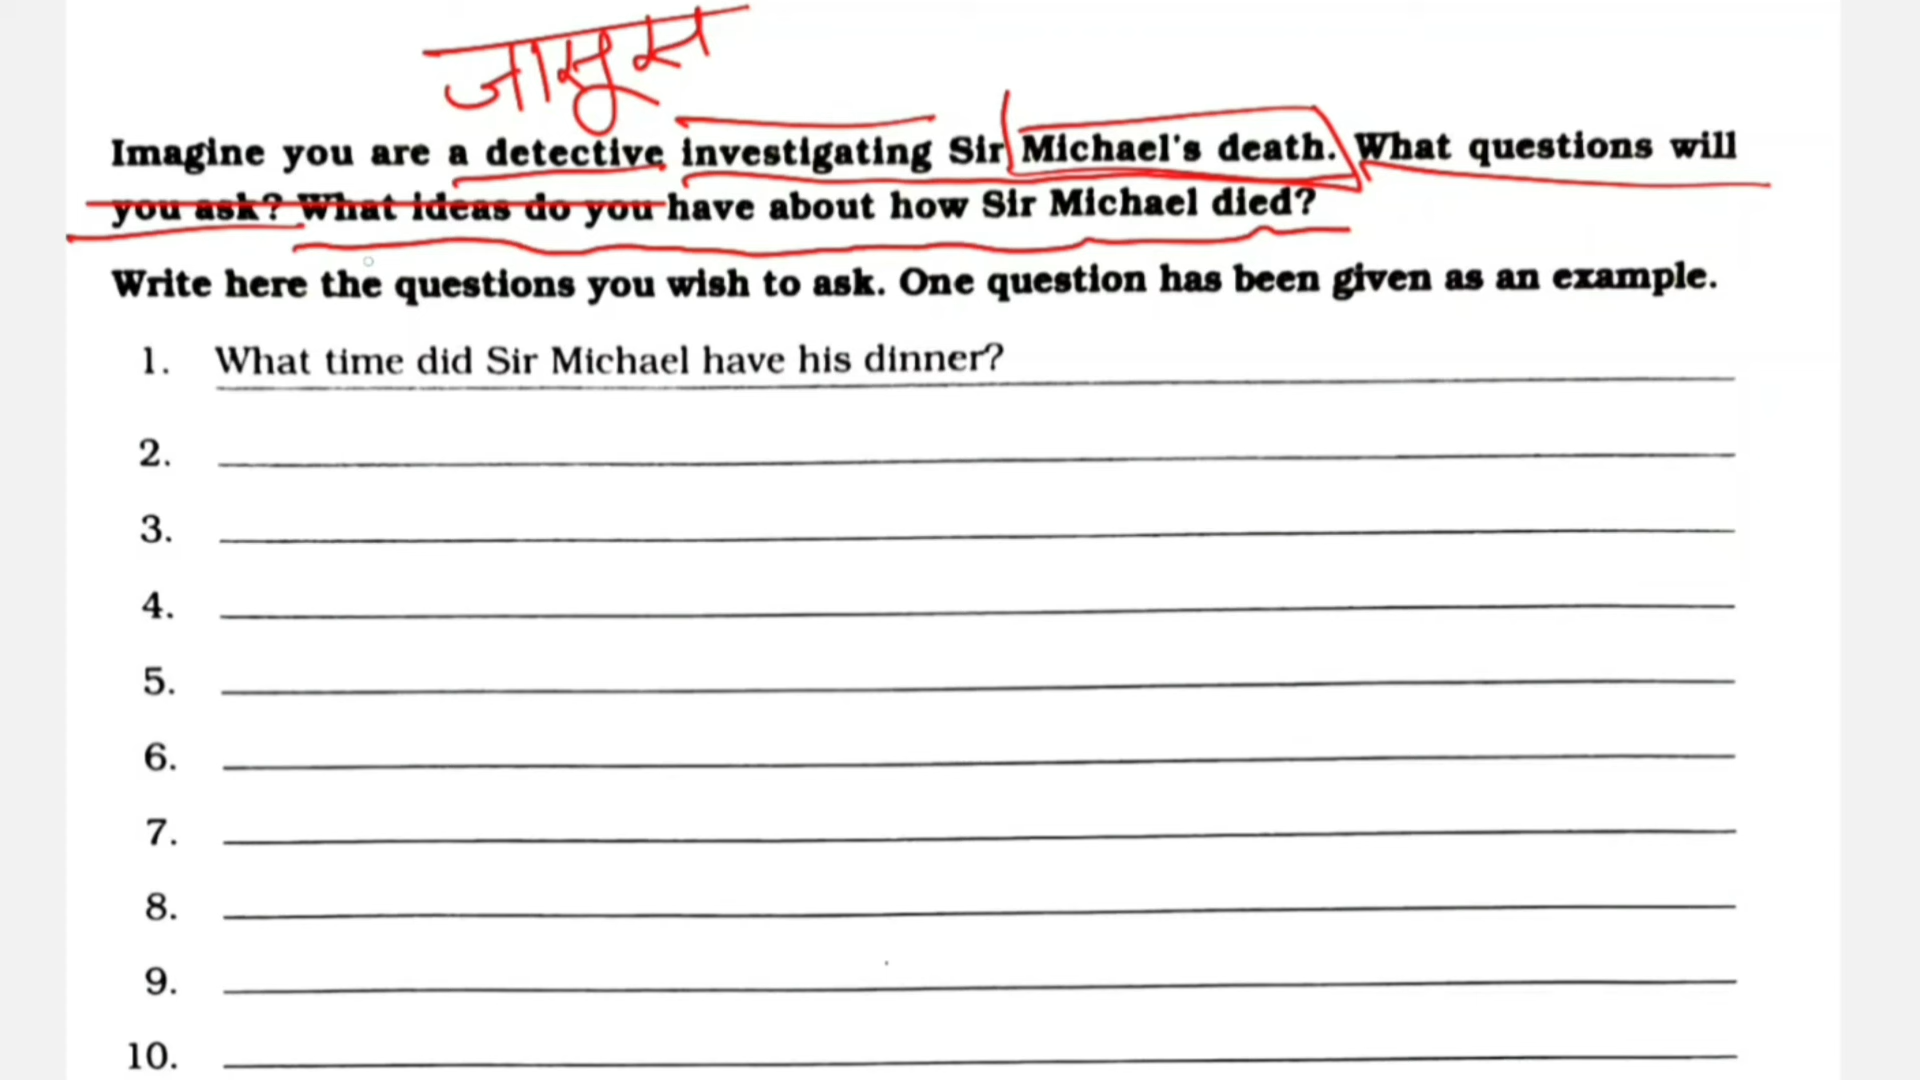 जासूस
Imagine you are a detective investigating Sir Michael's death. What questions will
you ask? What ideas do you have about how Sir Michael died?
Write here the questions you wish to ask. One question has been given as an example.
1. What time did Sir Michael have his dinner?
2.
3.
4.
5.
6.
7.
8.
9.
10.